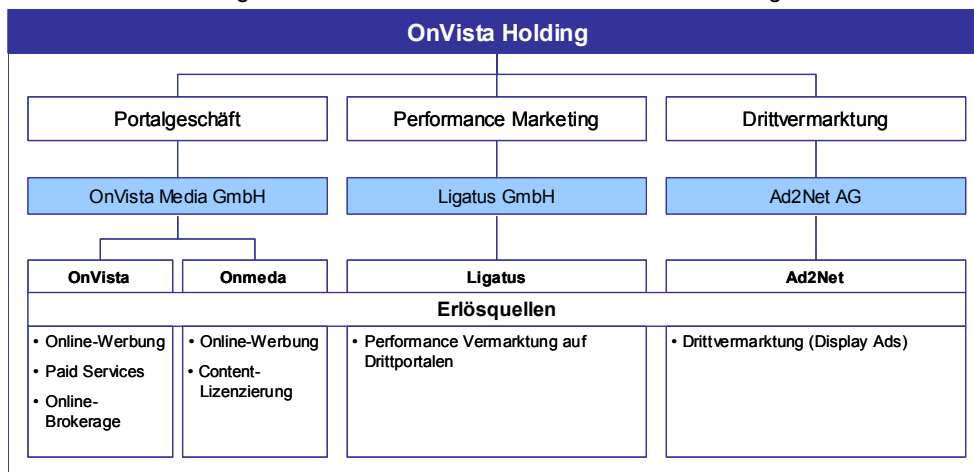 OnVista Holding
Portalgeschäft
Performance Marketing
Drittvermarktung
OnVista Media GmbH
Ligatus GmbH
Ad2Net AG
OnVista
Onmeda
Ligatus
Ad2Net
Erlösquellen
• Online-Werbung
• Paid Services
• Online-
Brokerage
• Online-Werbung
• Content-
Lizenzierung
• Performance Vermarktung auf
Drittportalen
• Drittvermarktung (Display Ads)